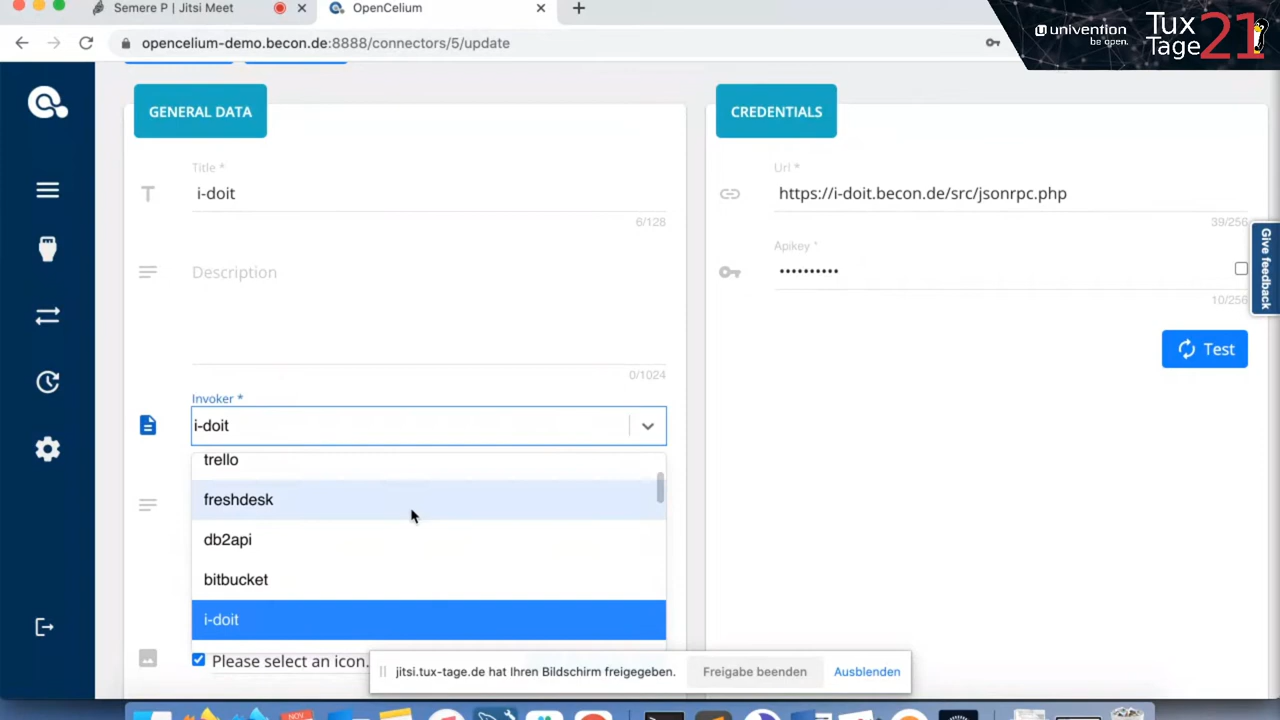 Semere P | Jitsi Meet
OpenCelium
opencelium-demo.becon.de:8888/connectors/5/update
univention
be open.
Tux
Tage
21
GENERAL DATA
CREDENTIALS
Title *
i-doit
6/128
Url *
https://i-doit.becon.de/src/jsonrpc.php
39/256
Description
0/1024
Apikey *
••••••••••
10/256
Give feedback
Test
Invoker *
i-doit
trello
freshdesk
db2api
bitbucket
i-doit
Please select an icon.
jitsi.tux-tage.de hat Ihren Bildschirm freigegeben.
Freigabe beenden
Ausblenden
NOV